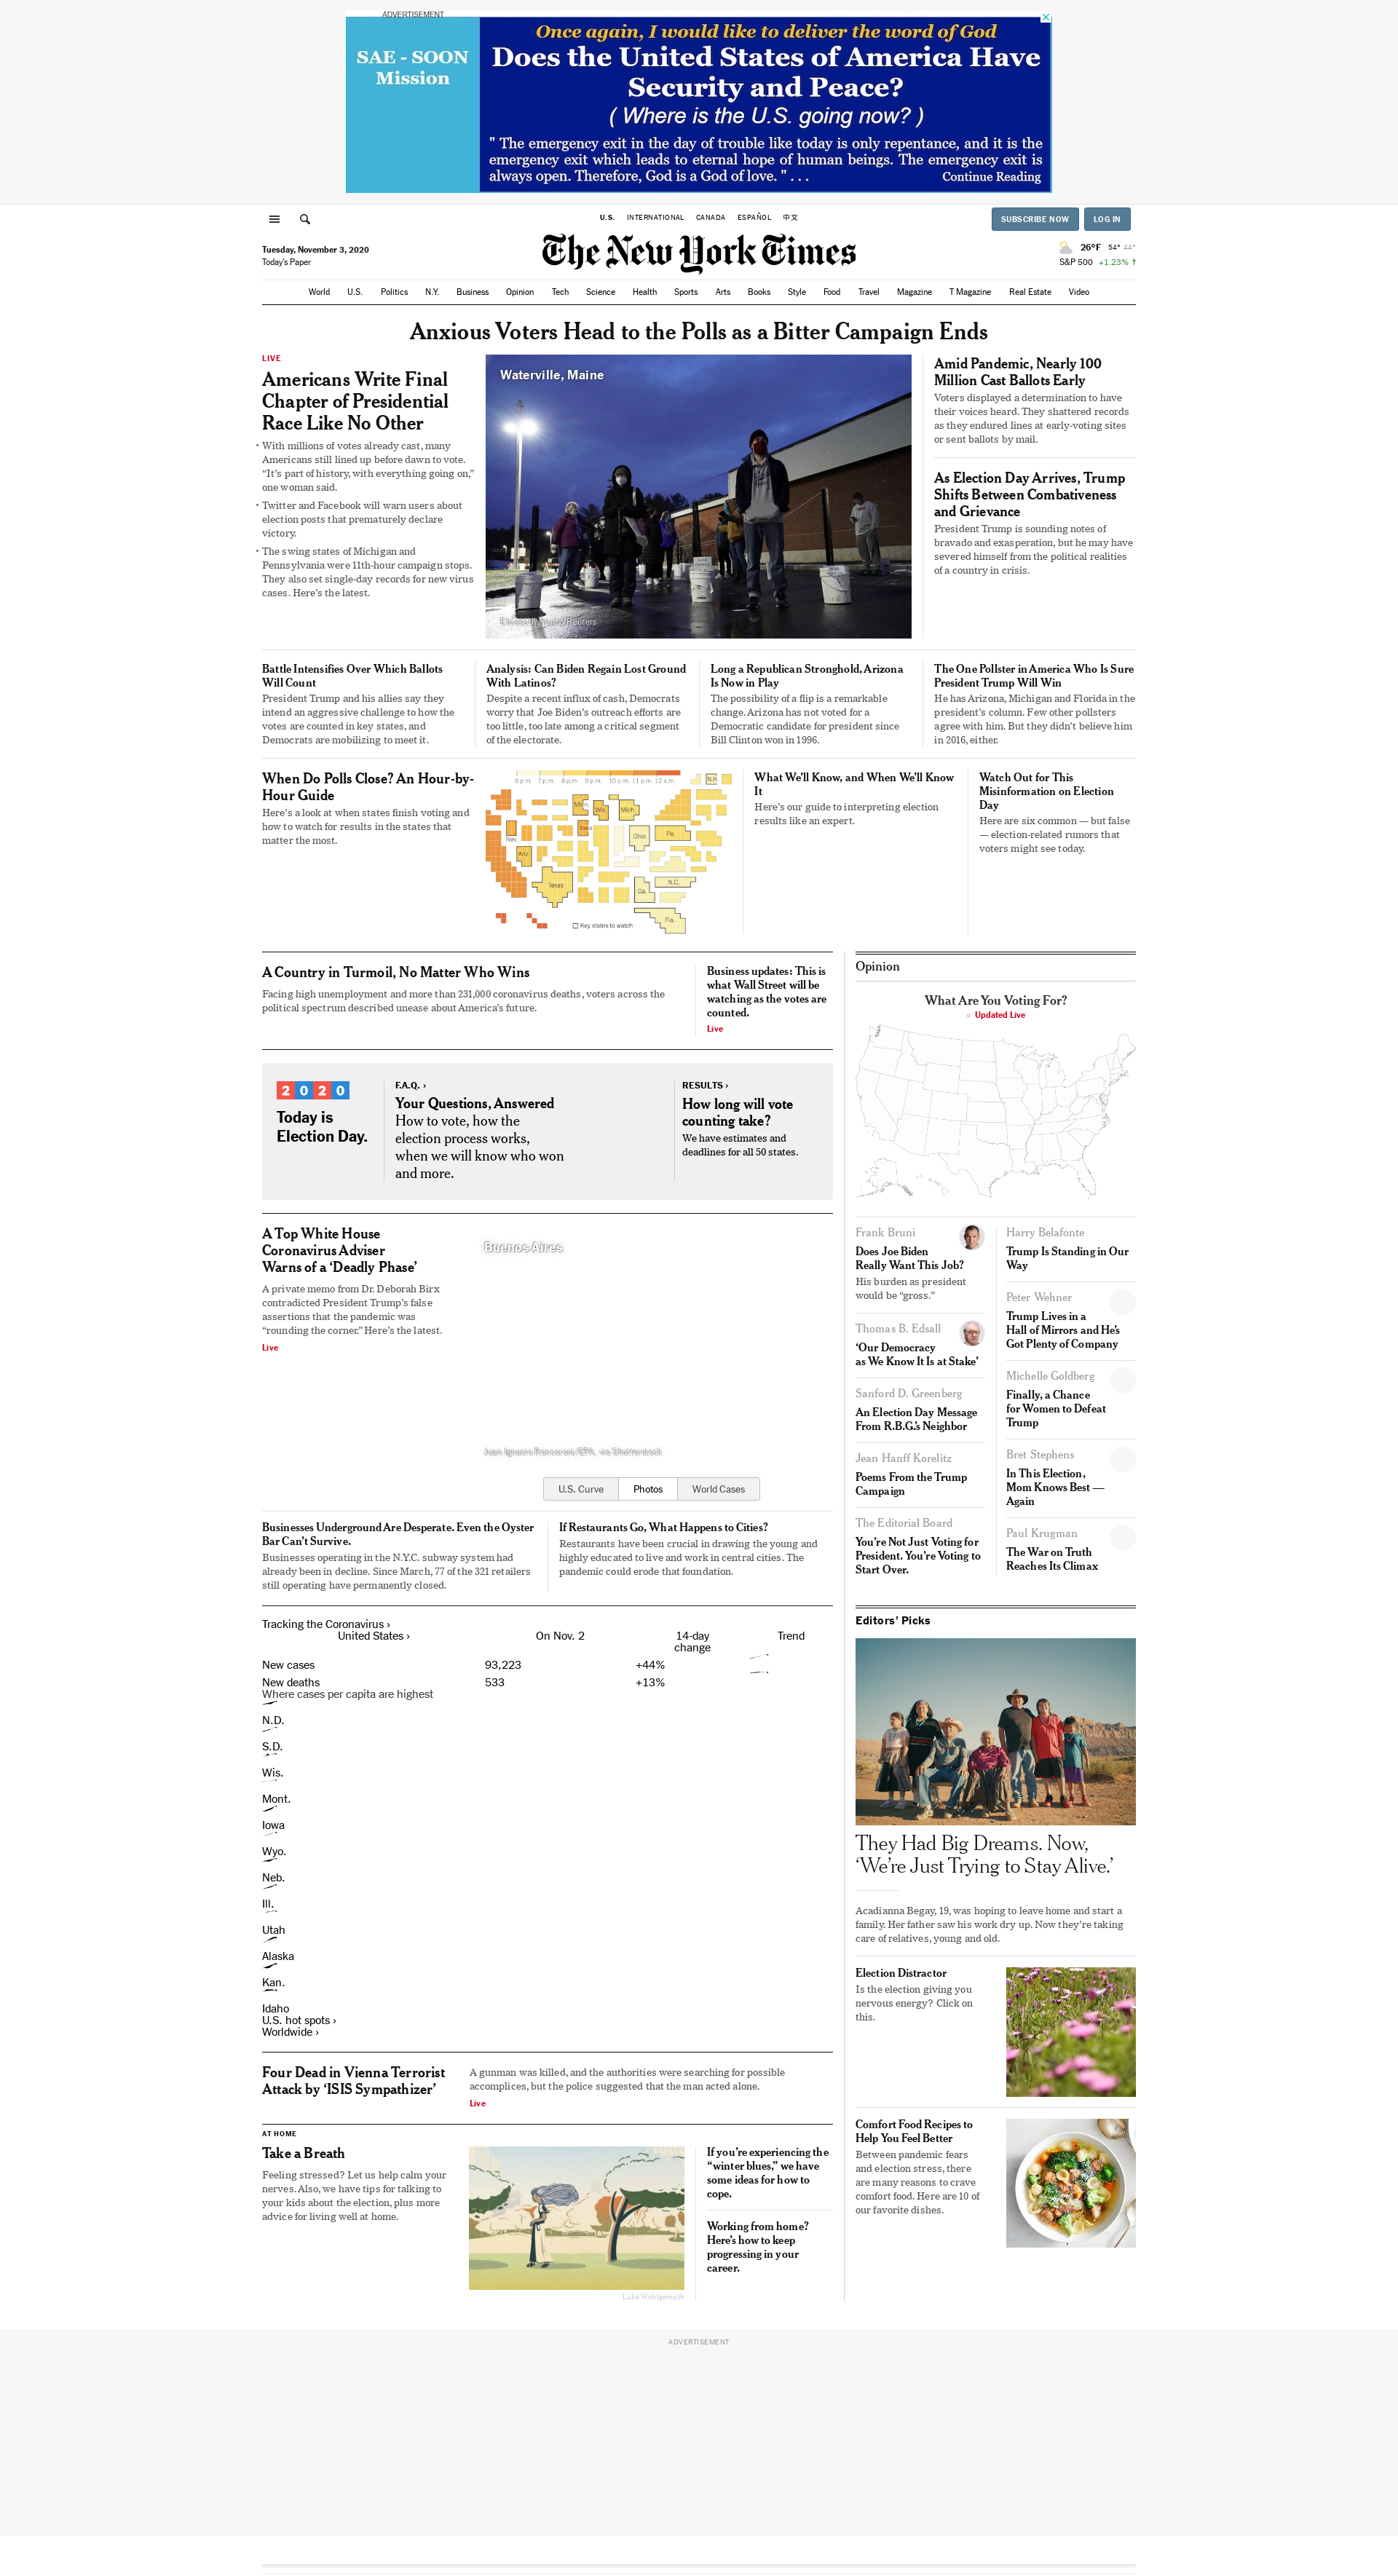 ADVERTISEMENT
SAE - SOON
Mission
Once again, I would like to deliver the word of God
Does the United States of America Have
Security and Peace?
( Where is the U.S. going now? )
" The emergency exit in the day of trouble like today is only repentance, and it is the
emergency exit which leads to eternal hope of human beings. The emergency exit is
always open. Therefore, God is a God of love. " . . .
Continue Reading
U.S. INTERNATIONAL CANADA ESPAÑOL 中文
SUBSCRIBE NOW LOG IN
Tuesday, November 3, 2020
Today's Paper
The New York Times
26°F 54° 44°
S&P 500 +1.23%
World U.S. Politics N.Y. Business Opinion Tech Science Health Sports Arts Books Style Food Travel Magazine T Magazine Real Estate Video
Anxious Voters Head to the Polls as a Bitter Campaign Ends
LIVE
Americans Write Final
Chapter of Presidential
Race Like No Other
• With millions of votes already cast, many
Americans still lined up before dawn to vote.
“It’s part of history, with everything going on,”
one woman said.
• Twitter and Facebook will warn users about
election posts that prematurely declare
victory.
• The swing states of Michigan and
Pennsylvania were 11th-hour campaign stops.
They also set single-day records for new virus
cases. Here’s the latest.
Waterville, Maine
/Reuters
Amid Pandemic, Nearly 100
Million Cast Ballots Early
Voters displayed a determination to have
their voices heard. They shattered records
as they endured lines at early-voting sites
or sent ballots by mail.
As Election Day Arrives, Trump
Shifts Between Combativeness
and Grievance
President Trump is sounding notes of
bravado and exasperation, but he may have
severed himself from the political realities
of a country in crisis.
Battle Intensifies Over Which Ballots
Will Count
President Trump and his allies say they
intend an aggressive challenge to how the
votes are counted in key states, and
Democrats are mobilizing to meet it.
Analysis: Can Biden Regain Lost Ground
With Latinos?
Despite a recent influx of cash, Democrats
worry that Joe Biden’s outreach efforts are
too little, too late among a critical segment
of the electorate.
Long a Republican Stronghold, Arizona
Is Now in Play
The possibility of a flip is a remarkable
change. Arizona has not voted for a
Democratic candidate for president since
Bill Clinton won in 1996.
The One Pollster in America Who Is Sure
President Trump Will Win
He has Arizona, Michigan and Florida in the
president’s column. Few other pollsters
agree with him. But they didn’t believe him
in 2016, either.
When Do Polls Close? An Hour-by-
Hour Guide
Here’s a look at when states finish voting and
how to watch for results in the states that
matter the most.
6 p.m. 7 p.m. 8 p.m. 9 p.m. 10 p.m. 11 p.m. 12 a.m.
N.H.
Minn.
Wis.
Mich.
Nev.
Iowa
Ohio
Pa.
Ariz.
Texas
N.C.
Ga.
Fla.
Key states to watch
What We’ll Know, and When We’ll Know
It
Here’s our guide to interpreting election
results like an expert.
Watch Out for This
Misinformation on Election
Day
Here are six common — but false
— election-related rumors that
voters might see today.
A Country in Turmoil, No Matter Who Wins
Facing high unemployment and more than 231,000 coronavirus deaths, voters across the
political spectrum described unease about America’s future.
Business updates: This is
what Wall Street will be
watching as the votes are
counted.
Live
2020
Today is
Election Day.
F.A.Q. ›
Your Questions, Answered
How to vote, how the
election process works,
when we will know who won
and more.
RESULTS ›
How long will vote
counting take?
We have estimates and
deadlines for all 50 states.
A Top White House
Coronavirus Adviser
Warns of a ‘Deadly Phase’
A private memo from Dr. Deborah Birx
contradicted President Trump’s false
assertions that the pandemic was
“rounding the corner.” Here’s the latest.
Live
Buenos Aires
Juan Ignacio Roncoroni/EPA, via Shutterstock
U.S. Curve Photos World Cases
Businesses Underground Are Desperate. Even the Oyster
Bar Can’t Survive.
Businesses operating in the N.Y.C. subway system had
already been in decline. Since March, 77 of the 321 retailers
still operating have permanently closed.
If Restaurants Go, What Happens to Cities?
Restaurants have been crucial in drawing the young and
highly educated to live and work in central cities. The
pandemic could erode that foundation.
Tracking the Coronavirus ›
United States › On Nov. 2 14-day
change Trend
New cases 93,223 +44%
New deaths 533 +13%
Where cases per capita are highest
N.D.
S.D.
Wis.
Mont.
Iowa
Wyo.
Neb.
Ill.
Utah
Alaska
Kan.
Idaho
U.S. hot spots ›
Worldwide ›
Four Dead in Vienna Terrorist
Attack by ‘ISIS Sympathizer’
A gunman was killed, and the authorities were searching for possible
accomplices, but the police suggested that the man acted alone.
Live
AT HOME
Take a Breath
Feeling stressed? Let us help calm your
nerves. Also, we have tips for talking to
your kids about the election, plus more
advice for living well at home.
Luke Wohlgemuth
If you’re experiencing the
“winter blues,” we have
some ideas for how to
cope.
Working from home?
Here’s how to keep
progressing in your
career.
Opinion
What Are You Voting For?
Updated Live
Frank Bruni
Does Joe Biden
Really Want This Job?
His burden as president
would be “gross.”
Thomas B. Edsall
‘Our Democracy
as We Know It Is at Stake’
Sanford D. Greenberg
An Election Day Message
From R.B.G.’s Neighbor
Jean Hanff Korelitz
Poems From the Trump
Campaign
The Editorial Board
You’re Not Just Voting for
President. You’re Voting to
Start Over.
Harry Belafonte
Trump Is Standing in Our
Way
Peter Wehner
Trump Lives in a
Hall of Mirrors and He’s
Got Plenty of Company
Michelle Goldberg
Finally, a Chance
for Women to Defeat
Trump
Bret Stephens
In This Election,
Mom Knows Best —
Again
Paul Krugman
The War on Truth
Reaches Its Climax
Editors’ Picks
They Had Big Dreams. Now,
‘We’re Just Trying to Stay Alive.’
Acadianna Begay, 19, was hoping to leave home and start a
family. Her father saw his work dry up. Now they’re taking
care of relatives, young and old.
Election Distractor
Is the election giving you
nervous energy? Click on
this.
Comfort Food Recipes to
Help You Feel Better
Between pandemic fears
and election stress, there
are many reasons to crave
comfort food. Here are 10 of
our favorite dishes.
ADVERTISEMENT